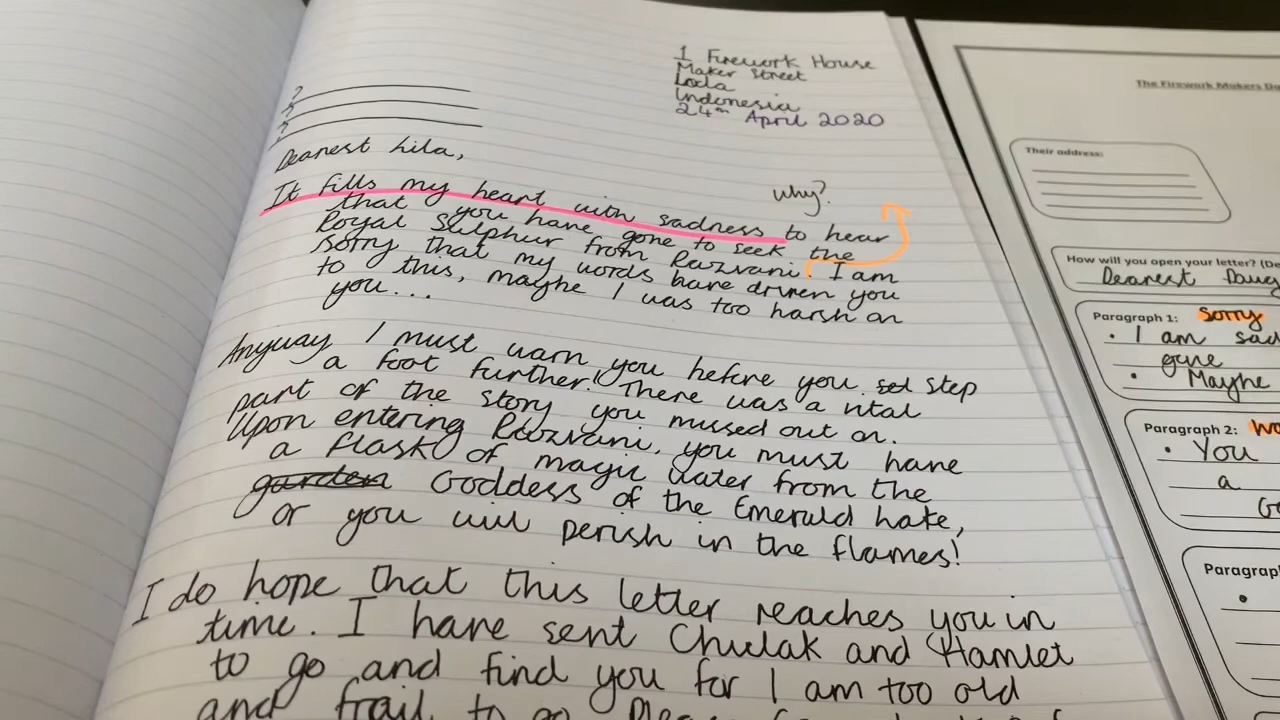 1 Firework House
Maker Street
Loda
Indonesia
24th April 2020
?
?
?
Dearest Lila,
why?
It fills my heart with sadness to hear
that you have gone to seek the
Royal Sulphur from Razvani. I am
sorry that my words have driven you
to this, maybe I was too harsh on
you...
Anyway I must warn you before you set step
a foot further! There was a vital
part of the story you missed out on.
Upon entering Razvani, you must have
a flask of magic water from the
garden Goddess of the Emerald Lake,
or you will perish in the flames!
I do hope that this letter reaches you in
time. I have sent Chulak and Hamlet
to go and find you for I am too old
and frail to go.
The Firework Makers
Their address:
How will you open your letter?
Dearest
Paragraph 1: sorry
• I am sad
gone
• Maybe
Paragraph 2:
• You
a